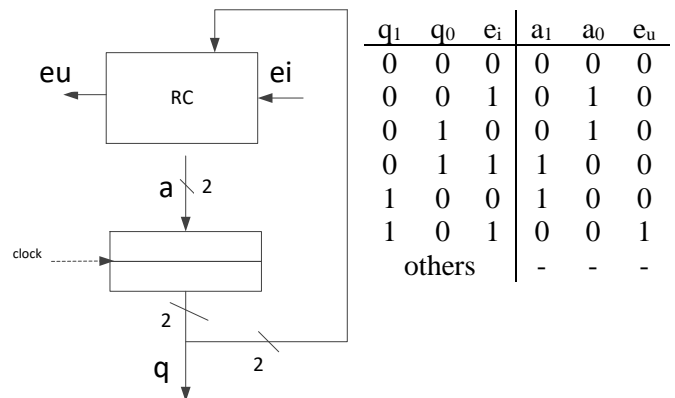 eu
ei
RC
a
2
clock
2
2
q
q1 q0 ei a1 a0 eu
0 0 0 0 0 0
0 0 1 0 1 0
0 1 0 0 1 0
0 1 1 1 0 0
1 0 0 1 0 0
1 0 1 0 0 1
others - - -